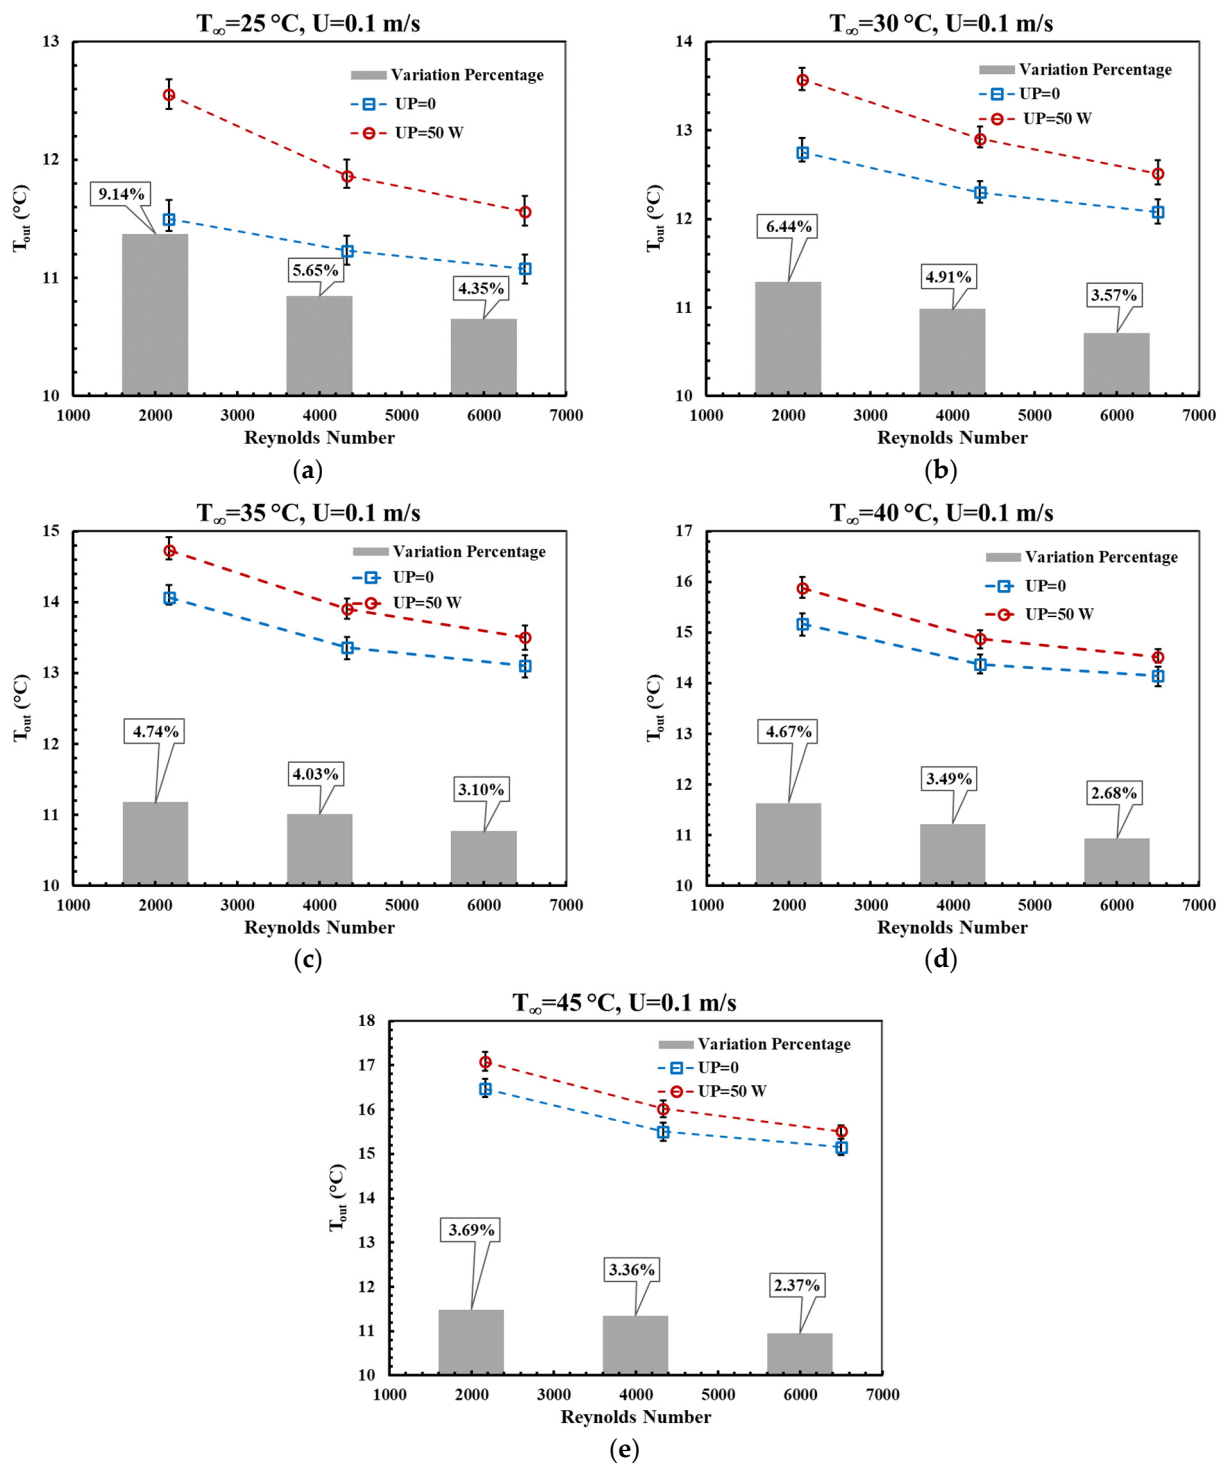 T∞=25 °C, U=0.1 m/s
13
12
11
10
Tout (°C)
Variation Percentage
UP=0
UP=50 W
9.14%
5.65%
4.35%
1000 2000 3000 4000 5000 6000 7000
Reynolds Number
(a)
T∞=30 °C, U=0.1 m/s
14
13
12
11
10
Tout (°C)
Variation Percentage
UP=0
UP=50 W
6.44%
4.91%
3.57%
1000 2000 3000 4000 5000 6000 7000
Reynolds Number
(b)
T∞=35 °C, U=0.1 m/s
15
14
13
12
11
10
Tout (°C)
Variation Percentage
UP=0
UP=50 W
4.74%
4.03%
3.10%
1000 2000 3000 4000 5000 6000 7000
Reynolds Number
(c)
T∞=40 °C, U=0.1 m/s
17
16
15
14
13
12
11
10
Tout (°C)
Variation Percentage
UP=0
UP=50 W
4.67%
3.49%
2.68%
1000 2000 3000 4000 5000 6000 7000
Reynolds Number
(d)
T∞=45 °C, U=0.1 m/s
18
17
16
15
14
13
12
11
10
Tout (°C)
Variation Percentage
UP=0
UP=50 W
3.69%
3.36%
2.37%
1000 2000 3000 4000 5000 6000 7000
Reynolds Number
(e)